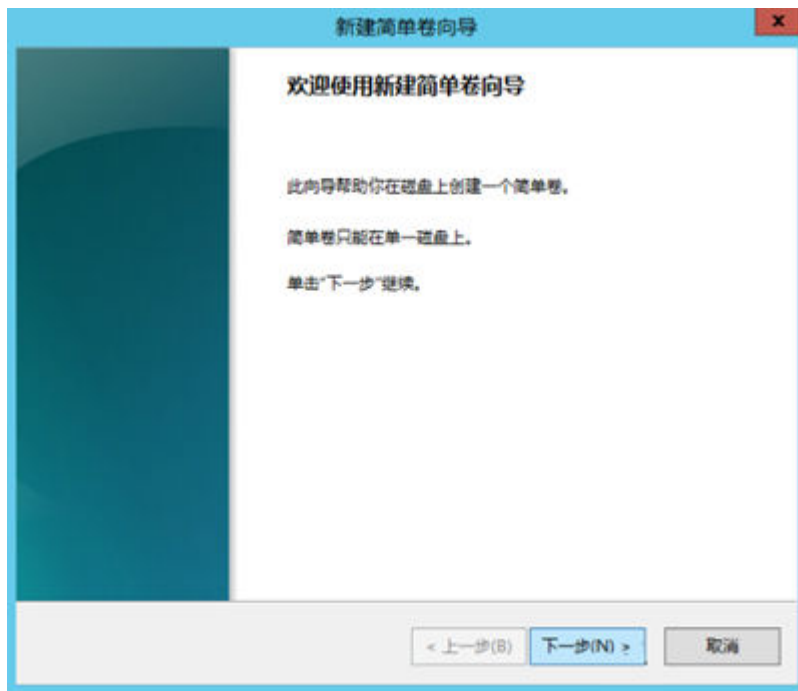 新建简单卷向导
x
欢迎使用新建简单卷向导
此向导帮助你在磁盘上创建一个简单卷。
简单卷只能在单一磁盘上。
单击"下一步"继续。
< 上一步(B) 下一步(N) > 取消